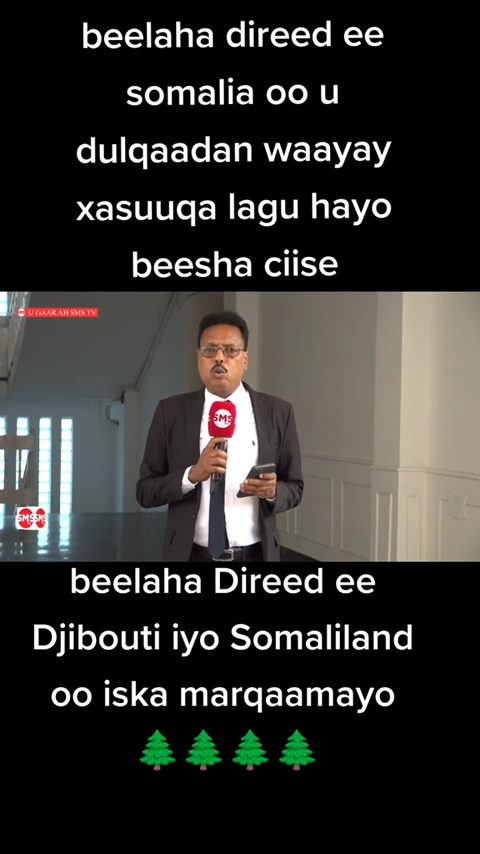 beelaha direed ee
somalia oo u
dulqaadan waayay
xasuuqa lagu hayo
beesha ciise
U GAAR AH SMS TV
SMS
SMS
beelaha Direed ee
Djibouti iyo Somaliland
oo iska marqaamayo
🌲🌲🌲🌲